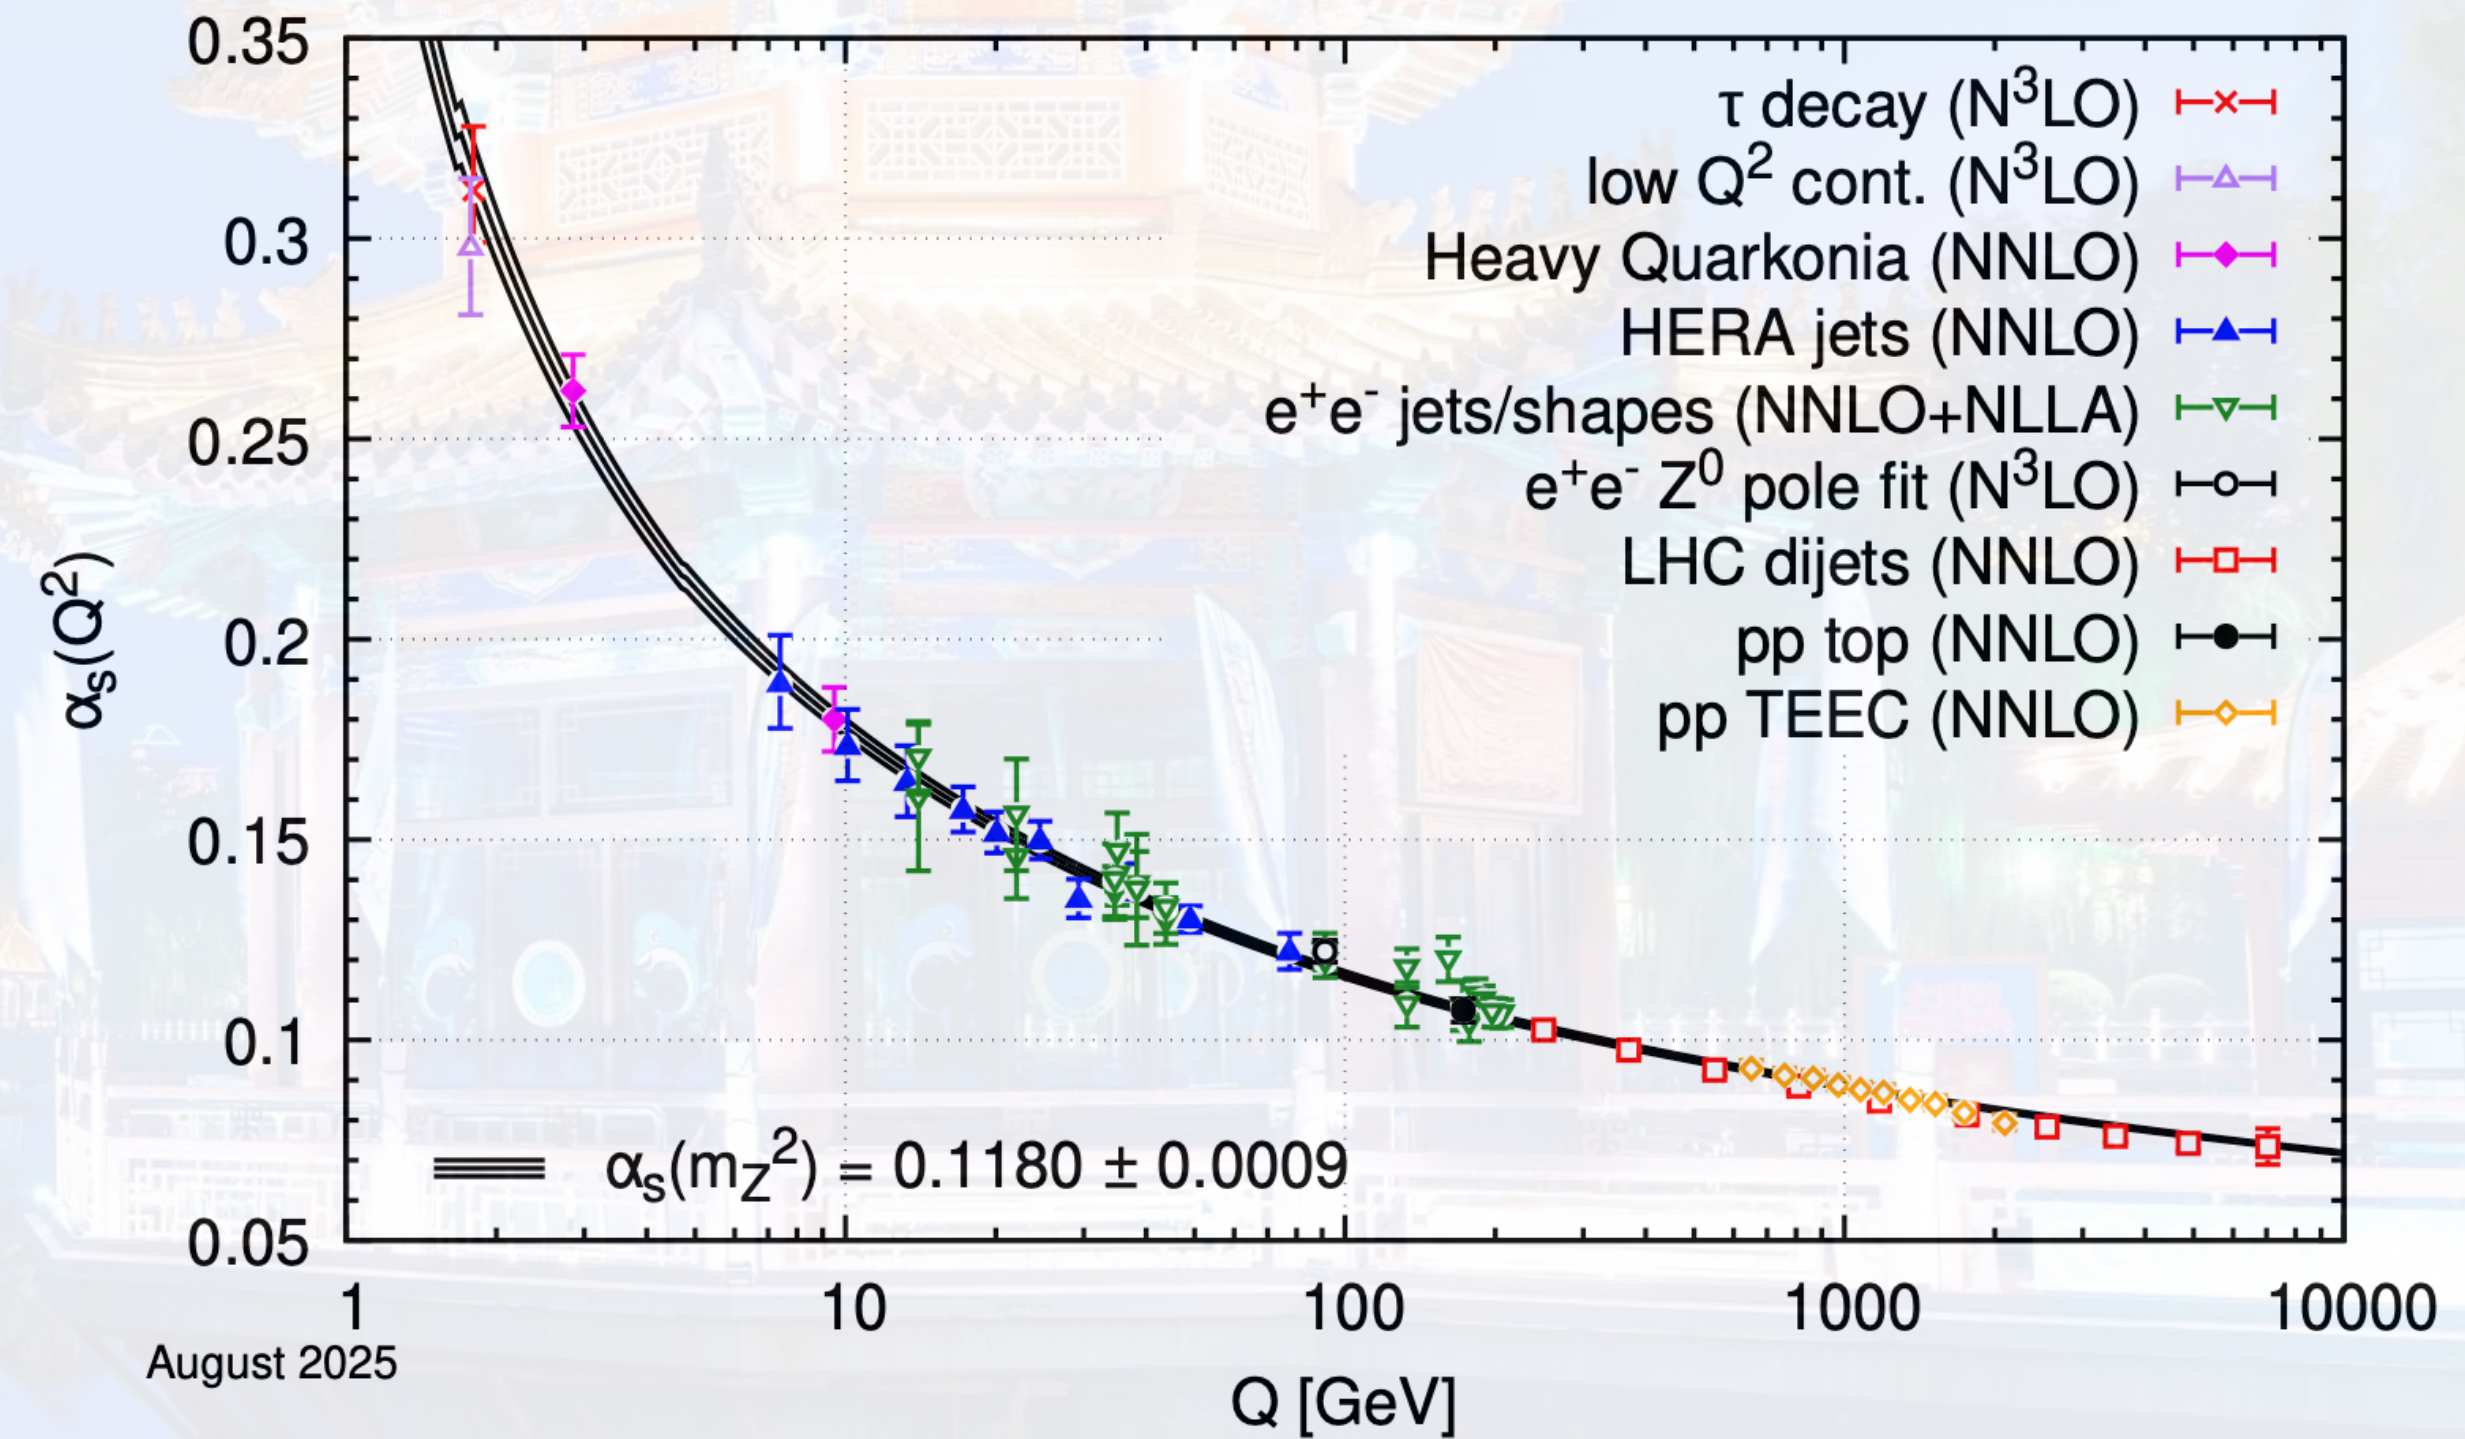 0.35
0.3
0.25
0.2
0.15
0.1
0.05
αs(Q²)
τ decay (N³LO)
low Q² cont. (N³LO)
Heavy Quarkonia (NNLO)
HERA jets (NNLO)
e⁺e⁻ jets/shapes (NNLO+NLLA)
e⁺e⁻ Z⁰ pole fit (N³LO)
LHC dijets (NNLO)
pp top (NNLO)
pp TEEC (NNLO)
αs(mZ²) = 0.1180 ± 0.0009
1 10 100 1000 10000
August 2025
Q [GeV]